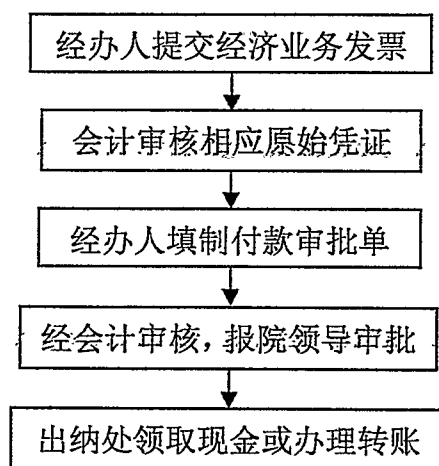 经办人提交经济业务发票
会计审核相应原始凭证
经办人填制付款审批单
经会计审核，报院领导审批
出纳处领取现金或办理转账